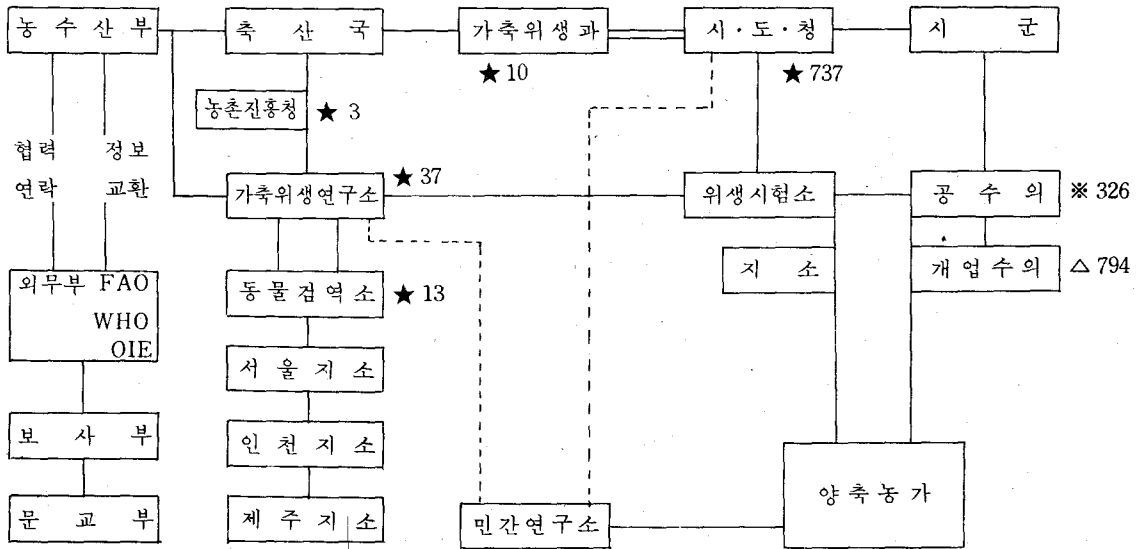 농수산부 축산국 가축위생과 시·도·청 시군
★ 10 ★ 737
농촌진흥청 ★ 3
협력 정보
연락 교환
★ 37
가축위생연구소 위생시험소 공수의 ※ 326
지소 개업수의 △ 794
외무부 FAO 동물검역소 ★ 13
WHO
OIE
서울지소
보사부 인천지소
양축농가
문교부 제주지소 민간연구소